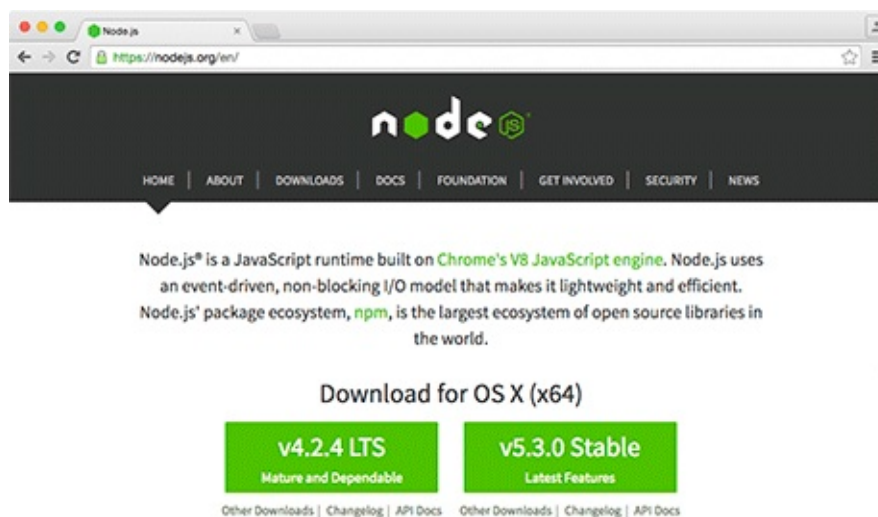 Node.js
https://nodejs.org/en/
node JS
HOME | ABOUT | DOWNLOADS | DOCS | FOUNDATION | GET INVOLVED | SECURITY | NEWS
Node.js® is a JavaScript runtime built on Chrome's V8 JavaScript engine. Node.js uses
an event-driven, non-blocking I/O model that makes it lightweight and efficient.
Node.js' package ecosystem, npm, is the largest ecosystem of open source libraries in
the world.
Download for OS X (x64)
v4.2.4 LTS
Mature and Dependable
v5.3.0 Stable
Latest Features
Other Downloads | Changelog | API Docs
Other Downloads | Changelog | API Docs